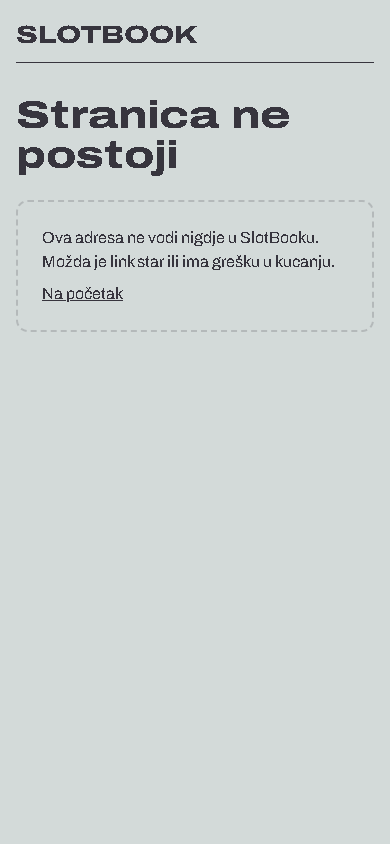 SLOTBOOK
Stranica ne
postoji
Ova adresa ne vodi nigdje u SlotBooku.
Možda je link star ili ima grešku u kucanju.
Na početak